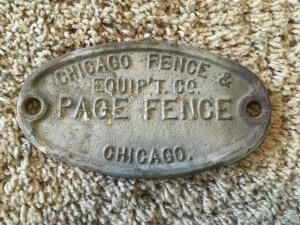 CHICAGO FENCE &
EQUIP'T. CO.
PAGE FENCE
CHICAGO.